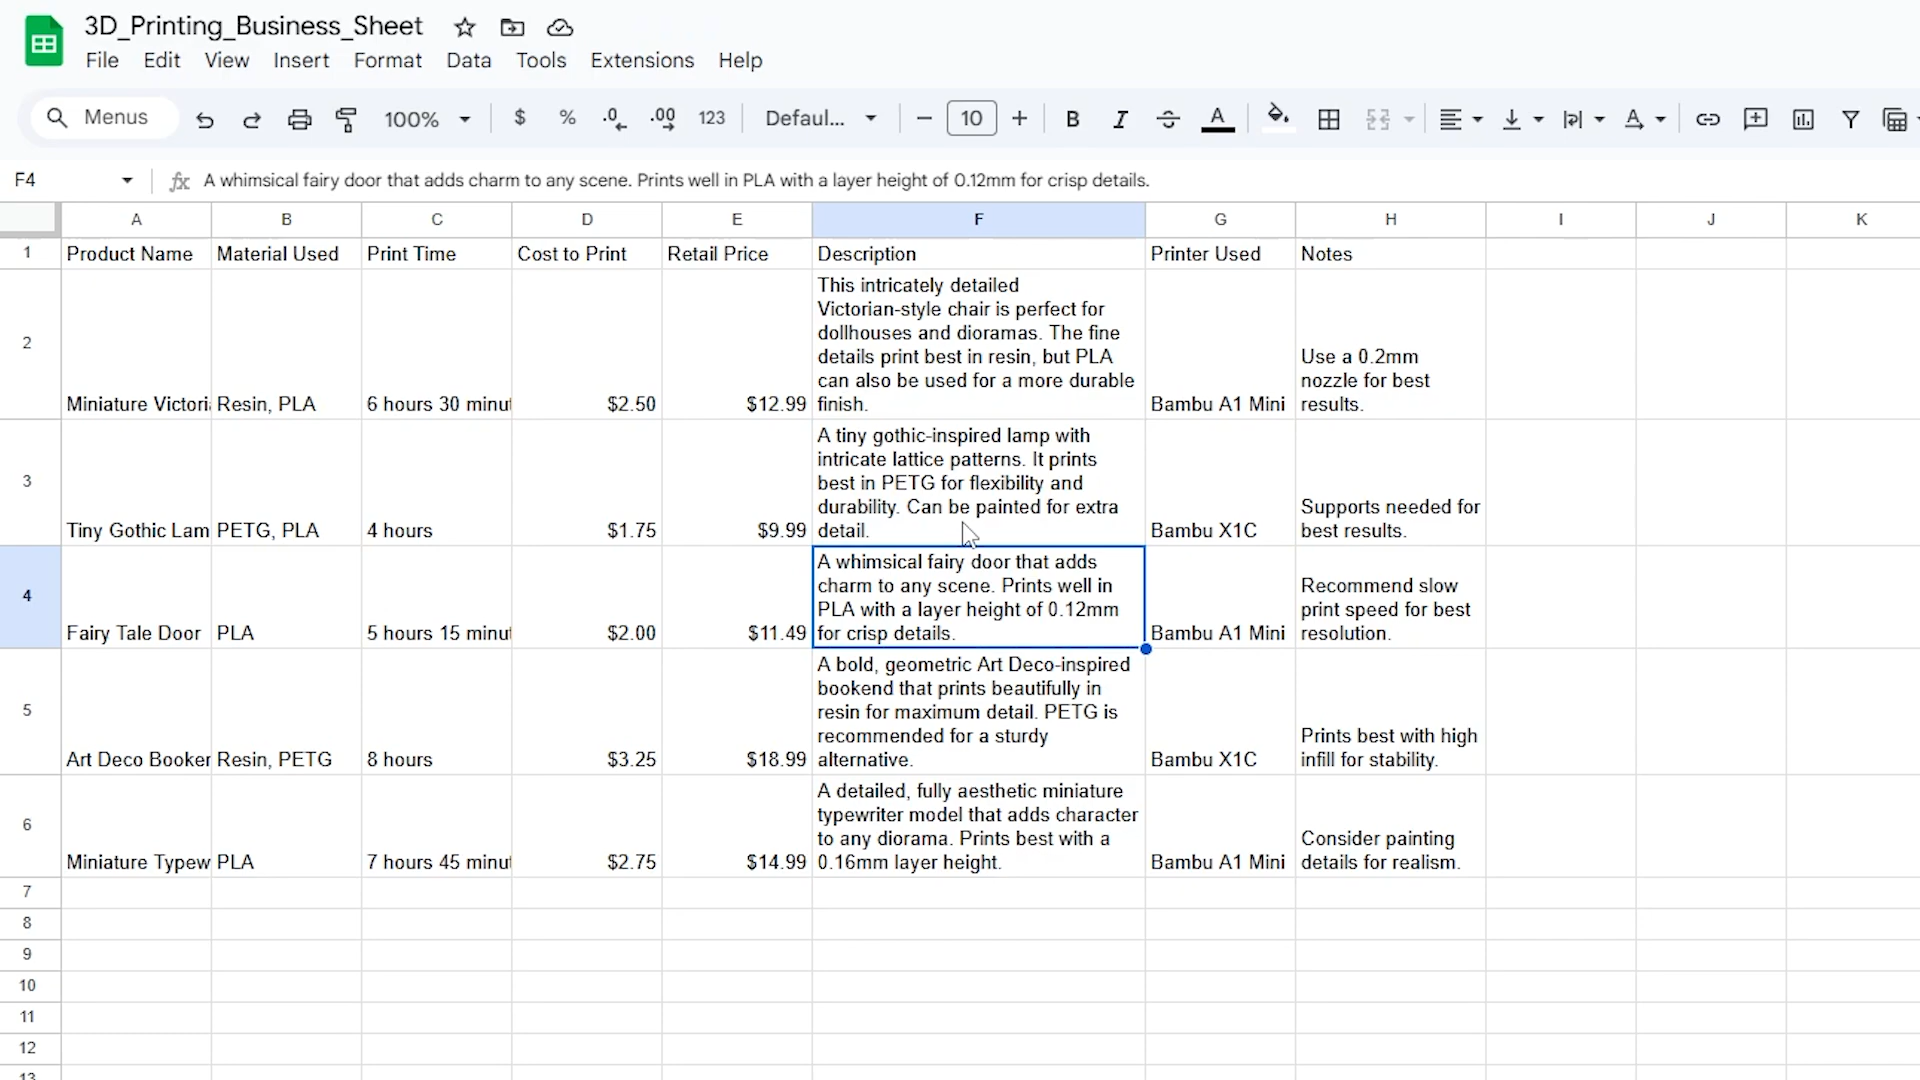 3D_Printing_Business_Sheet
File Edit View Insert Format Data Tools Extensions Help
Menus 100% $ % .0 .00 123 Defaul... 10 B I A A
F4 fx A whimsical fairy door that adds charm to any scene. Prints well in PLA with a layer height of 0.12mm for crisp details.
A B C D E F G H I J K
1 Product Name Material Used Print Time Cost to Print Retail Price Description Printer Used Notes
This intricately detailed
Victorian-style chair is perfect for
dollhouses and dioramas. The fine
details print best in resin, but PLA
can also be used for a more durable
finish.
Use a 0.2mm
nozzle for best
results.
2 Miniature Victori Resin, PLA 6 hours 30 minut $2.50 $12.99 Bambu A1 Mini
A tiny gothic-inspired lamp with
intricate lattice patterns. It prints
best in PETG for flexibility and
durability. Can be painted for extra
detail.
Supports needed for
best results.
3 Tiny Gothic Lam PETG, PLA 4 hours $1.75 $9.99 Bambu X1C
A whimsical fairy door that adds
charm to any scene. Prints well in
PLA with a layer height of 0.12mm
for crisp details.
Recommend slow
print speed for best
resolution.
4 Fairy Tale Door PLA 5 hours 15 minut $2.00 $11.49 Bambu A1 Mini
A bold, geometric Art Deco-inspired
bookend that prints beautifully in
resin for maximum detail. PETG is
recommended for a sturdy
alternative.
Prints best with high
infill for stability.
5 Art Deco Booker Resin, PETG 8 hours $3.25 $18.99 Bambu X1C
A detailed, fully aesthetic miniature
typewriter model that adds character
to any diorama. Prints best with a
0.16mm layer height.
Consider painting
details for realism.
6 Miniature Typew PLA 7 hours 45 minut $2.75 $14.99 Bambu A1 Mini
7
8
9
10
11
12
13